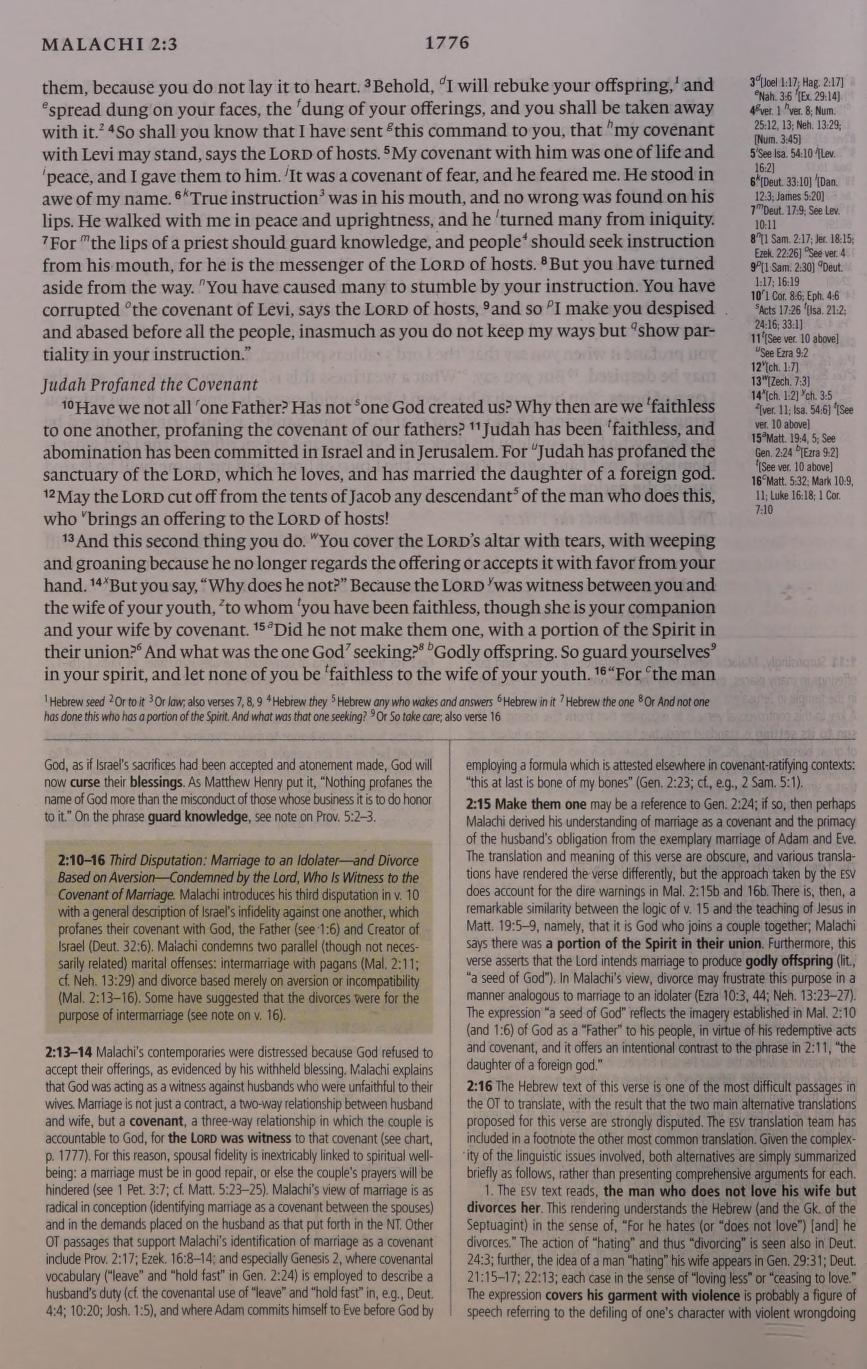 MALACHI 2:3
1776
them, because you do not lay it to heart. 3Behold, dI will rebuke your offspring,1 and
espread dung on your faces, the fdung of your offerings, and you shall be taken away
with it.2 4So shall you know that I have sent gthis command to you, that hmy covenant
with Levi may stand, says the LORD of hosts. 5My covenant with him was one of life and
ipeace, and I gave them to him. jIt was a covenant of fear, and he feared me. He stood in
awe of my name. 6kTrue instruction3 was in his mouth, and no wrong was found on his
lips. He walked with me in peace and uprightness, and he lturned many from iniquity.
7For mthe lips of a priest should guard knowledge, and people4 should seek instruction
from his mouth, for he is the messenger of the LORD of hosts. 8But you have turned
aside from the way. nYou have caused many to stumble by your instruction. You have
corrupted othe covenant of Levi, says the LORD of hosts, 9and so pI make you despised
and abased before all the people, inasmuch as you do not keep my ways but qshow par-
tiality in your instruction.”
Judah Profaned the Covenant
10Have we not all rone Father? Has not sone God created us? Why then are we tfaithless
to one another, profaning the covenant of our fathers? 11Judah has been tfaithless, and
abomination has been committed in Israel and in Jerusalem. For uJudah has profaned the
sanctuary of the LORD, which he loves, and has married the daughter of a foreign god.
12May the LORD cut off from the tents of Jacob any descendant5 of the man who does this,
who vbrings an offering to the LORD of hosts!
13And this second thing you do. wYou cover the LORD’s altar with tears, with weeping
and groaning because he no longer regards the offering or accepts it with favor from your
hand. 14xBut you say, “Why does he not?” Because the LORD ywas witness between you and
the wife of your youth, zto whom tyou have been faithless, though she is your companion
and your wife by covenant. 15aDid he not make them one, with a portion of the Spirit in
their union?6 And what was the one God7 seeking?8 bGodly offspring. So guard yourselves9
in your spirit, and let none of you be tfaithless to the wife of your youth. 16“For cthe man
1Hebrew seed 2Or to it 3Or law; also verses 7, 8, 9 4Hebrew they 5Hebrew any who wakes and answers 6Hebrew in it 7Hebrew the one 8Or And not one
has done this who has a portion of the Spirit. And what was that one seeking? 9Or So take care; also verse 16
3d[Joel 1:17; Hag. 2:17]
eNah. 3:6 f[Ex. 29:14]
4gver. 1 hver. 8; Num.
25:12, 13; Neh. 13:29;
[Num. 3:45]
5iSee Isa. 54:10 j[Lev.
16:2]
6k[Deut. 33:10] l[Dan.
12:3; James 5:20]
7mDeut. 17:9; See Lev.
10:11
8n[1 Sam. 2:17; Jer. 18:15;
Ezek. 22:26] oSee ver. 4
9p[1 Sam. 2:30] qDeut.
1:17; 16:19
10r1 Cor. 8:6; Eph. 4:6
sActs 17:26 t[Isa. 21:2;
24:16; 33:1]
11t[See ver. 10 above]
uSee Ezra 9:2
12v[ch. 1:7]
13w[Zech. 7:3]
14x[ch. 1:2] ych. 3:5
z[ver. 11; Isa. 54:6] t[See
ver. 10 above]
15aMatt. 19:4, 5; See
Gen. 2:24 b[Ezra 9:2]
t[See ver. 10 above]
16cMatt. 5:32; Mark 10:9,
11; Luke 16:18; 1 Cor.
7:10
God, as if Israel’s sacrifices had been accepted and atonement made, God will
now curse their blessings. As Matthew Henry put it, “Nothing profanes the
name of God more than the misconduct of those whose business it is to do honor
to it.” On the phrase guard knowledge, see note on Prov. 5:2–3.
2:10–16 Third Disputation: Marriage to an Idolater—and Divorce
Based on Aversion—Condemned by the Lord, Who Is Witness to the
Covenant of Marriage. Malachi introduces his third disputation in v. 10
with a general description of Israel’s infidelity against one another, which
profanes their covenant with God, the Father (see 1:6) and Creator of
Israel (Deut. 32:6). Malachi condemns two parallel (though not neces-
sarily related) marital offenses: intermarriage with pagans (Mal. 2:11;
cf. Neh. 13:29) and divorce based merely on aversion or incompatibility
(Mal. 2:13–16). Some have suggested that the divorces were for the
purpose of intermarriage (see note on v. 16).
2:13–14 Malachi’s contemporaries were distressed because God refused to
accept their offerings, as evidenced by his withheld blessing. Malachi explains
that God was acting as a witness against husbands who were unfaithful to their
wives. Marriage is not just a contract, a two-way relationship between husband
and wife, but a covenant, a three-way relationship in which the couple is
accountable to God, for the LORD was witness to that covenant (see chart,
p. 1777). For this reason, spousal fidelity is inextricably linked to spiritual well-
being: a marriage must be in good repair, or else the couple’s prayers will be
hindered (see 1 Pet. 3:7; cf. Matt. 5:23–25). Malachi’s view of marriage is as
radical in conception (identifying marriage as a covenant between the spouses)
and in the demands placed on the husband as that put forth in the NT. Other
OT passages that support Malachi’s identification of marriage as a covenant
include Prov. 2:17; Ezek. 16:8–14; and especially Genesis 2, where covenantal
vocabulary (“leave” and “hold fast” in Gen. 2:24) is employed to describe a
husband’s duty (cf. the covenantal use of “leave” and “hold fast” in, e.g., Deut.
4:4; 10:20; Josh. 1:5), and where Adam commits himself to Eve before God by
employing a formula which is attested elsewhere in covenant-ratifying contexts:
“this at last is bone of my bones” (Gen. 2:23; cf., e.g., 2 Sam. 5:1).
2:15 Make them one may be a reference to Gen. 2:24; if so, then perhaps
Malachi derived his understanding of marriage as a covenant and the primacy
of the husband’s obligation from the exemplary marriage of Adam and Eve.
The translation and meaning of this verse are obscure, and various transla-
tions have rendered the verse differently, but the approach taken by the ESV
does account for the dire warnings in Mal. 2:15b and 16b. There is, then, a
remarkable similarity between the logic of v. 15 and the teaching of Jesus in
Matt. 19:5–9, namely, that it is God who joins a couple together; Malachi
says there was a portion of the Spirit in their union. Furthermore, this
verse asserts that the Lord intends marriage to produce godly offspring (lit.,
“a seed of God”). In Malachi’s view, divorce may frustrate this purpose in a
manner analogous to marriage to an idolater (Ezra 10:3, 44; Neh. 13:23–27).
The expression “a seed of God” reflects the imagery established in Mal. 2:10
(and 1:6) of God as a “Father” to his people, in virtue of his redemptive acts
and covenant, and it offers an intentional contrast to the phrase in 2:11, “the
daughter of a foreign god.”
2:16 The Hebrew text of this verse is one of the most difficult passages in
the OT to translate, with the result that the two main alternative translations
proposed for this verse are strongly disputed. The ESV translation team has
included in a footnote the other most common translation. Given the complex-
ity of the linguistic issues involved, both alternatives are simply summarized
briefly as follows, rather than presenting comprehensive arguments for each.
1. The ESV text reads, the man who does not love his wife but
divorces her. This rendering understands the Hebrew (and the Gk. of the
Septuagint) in the sense of, “For he hates (or “does not love”) [and] he
divorces.” The action of “hating” and thus “divorcing” is seen also in Deut.
24:3; further, the idea of a man “hating” his wife appears in Gen. 29:31; Deut.
21:15–17; 22:13; each case in the sense of “loving less” or “ceasing to love.”
The expression covers his garment with violence is probably a figure of
speech referring to the defiling of one’s character with violent wrongdoing